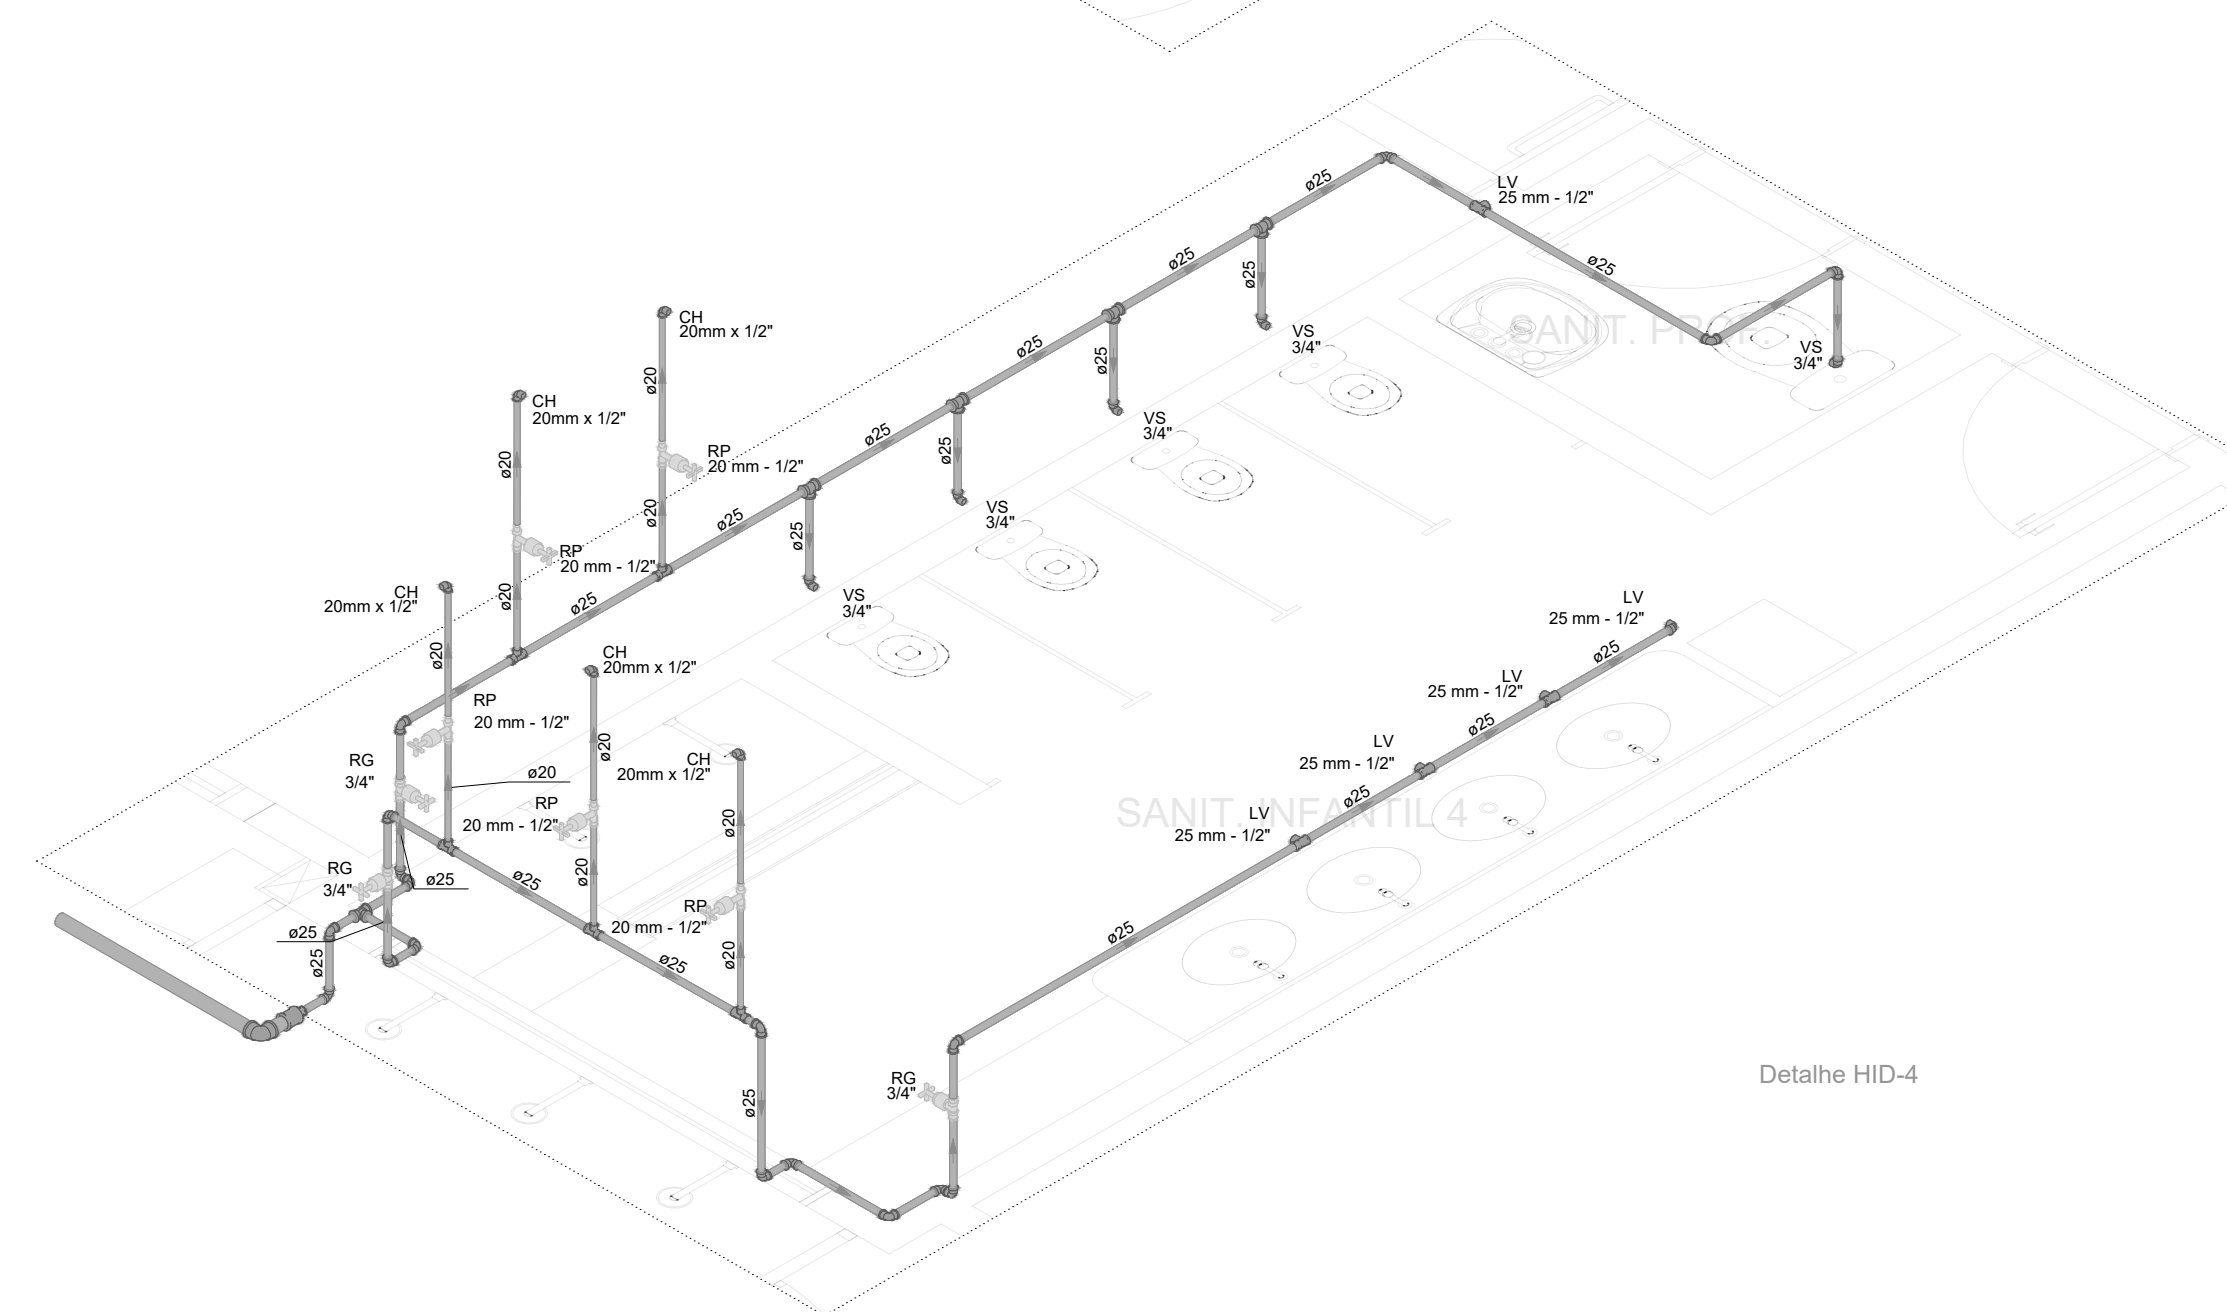 ø25
LV
25 mm - 1/2"
ø25
ø25
ø25
ø25
SANIT. PROF.
VS
3/4"
CH
20mm x 1/2"
VS
3/4"
ø25
ø25
ø20
CH
20mm x 1/2"
VS
3/4"
ø25
ø25
RP
20 mm - 1/2"
ø20
ø20
ø25
ø25
VS
3/4"
RP
20 mm - 1/2"
ø20
ø25
VS
3/4"
CH
20mm x 1/2"
LV
25 mm - 1/2"
ø20
CH
20mm x 1/2"
ø25
LV
25 mm - 1/2"
RP
20 mm - 1/2"
ø25
ø20
LV
25 mm - 1/2"
CH
20mm x 1/2"
RG
3/4"
ø20
ø25
RP
20 mm - 1/2"
SANIT. INFANTIL 4
LV
25 mm - 1/2"
ø20
RG
3/4"
ø25
ø25
ø20
RP
20 mm - 1/2"
ø25
ø25
ø25
ø20
ø25
RG
3/4"
ø25
Detalhe HID-4